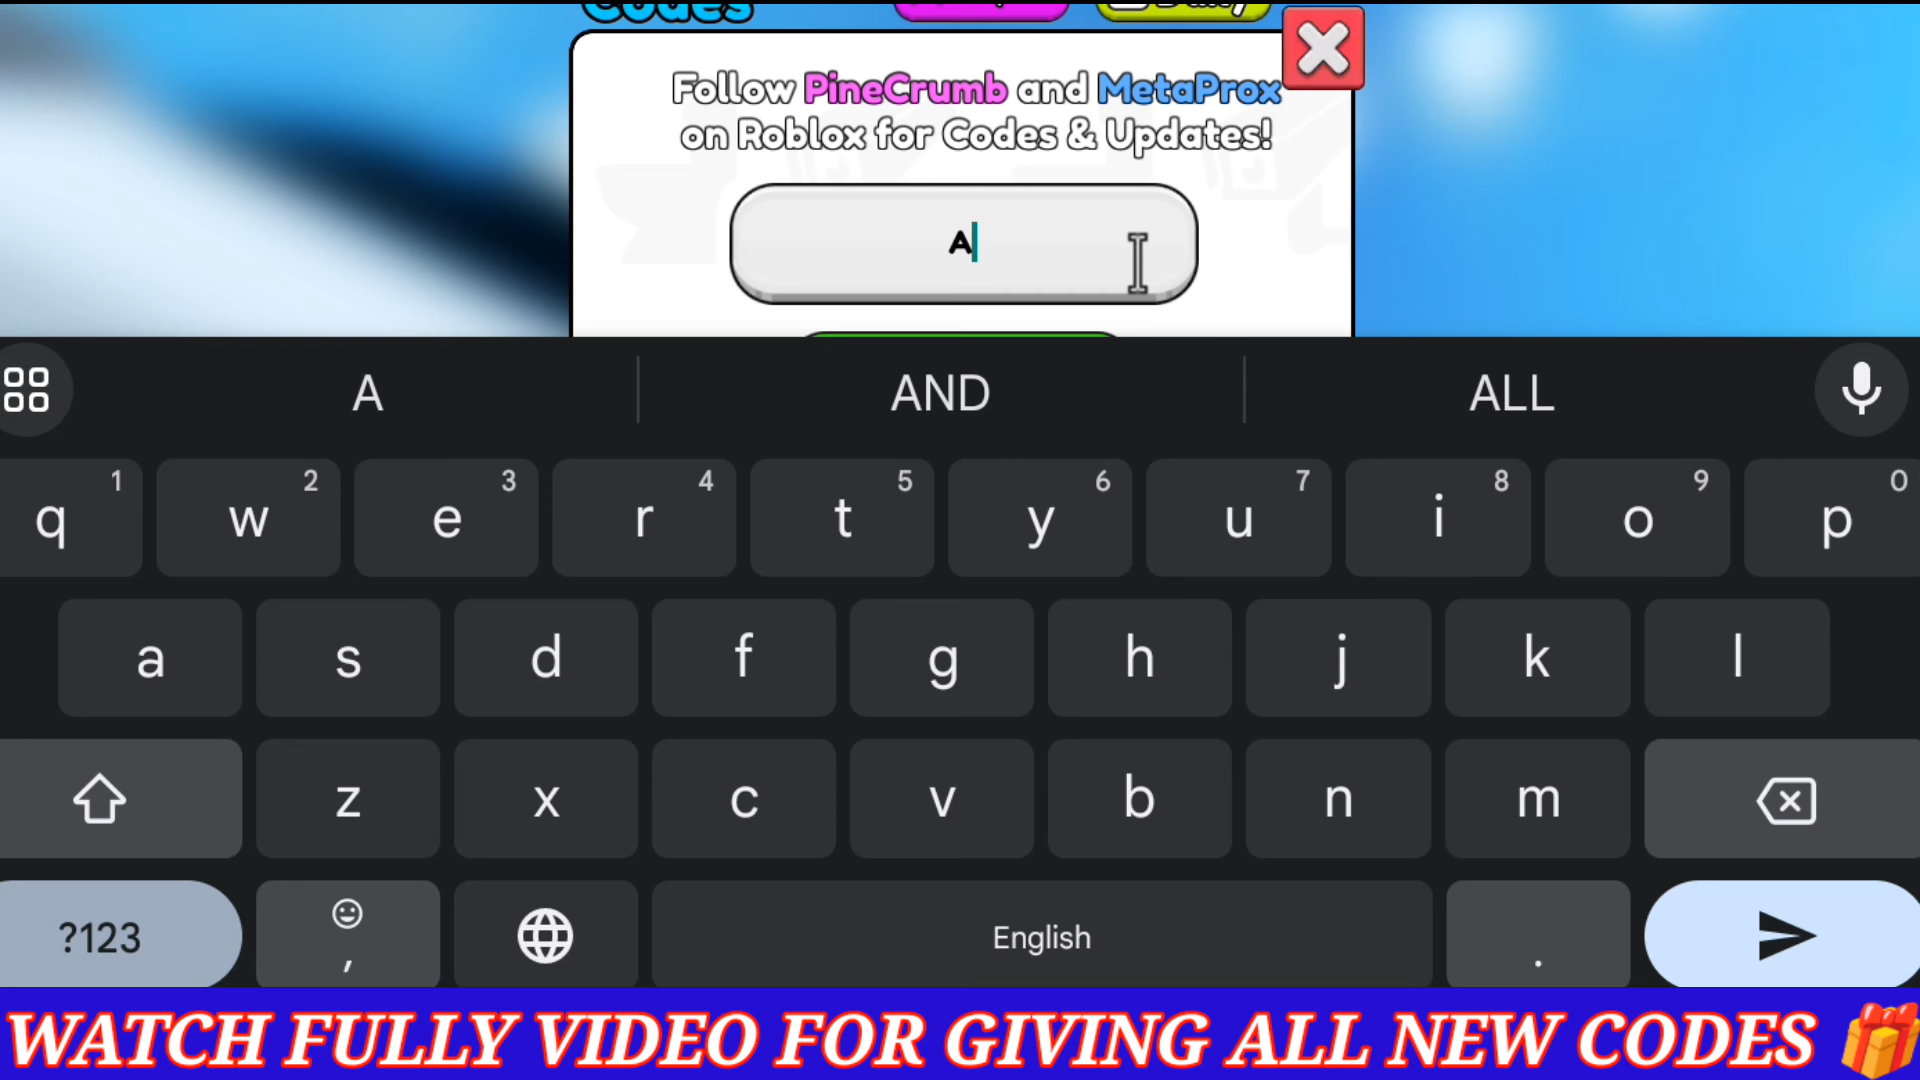 Codes
Follow PineCrumb and MetaProx
on Roblox for Codes & Updates!
A
A AND ALL
q 1 w 2 e 3 r 4 t 5 y 6 u 7 i 8 o 9 p 0
a s d f g h j k l
z x c v b n m
?123 , English .
WATCH FULLY VIDEO FOR GIVING ALL NEW CODES